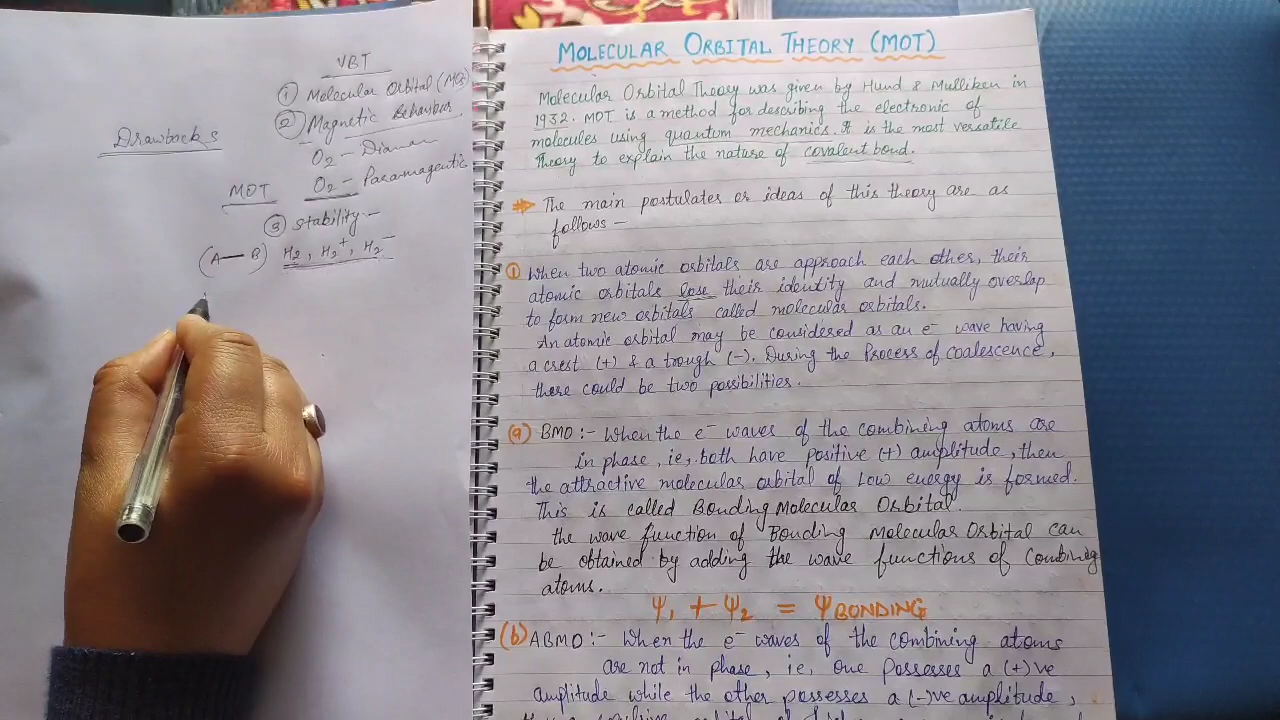 VBT
① Molecular Orbital (MOs)
② Magnetic Behaviour
Drawbacks
O2 - Diamag
MOT O2 - Paramagentic
③ Stability -
(A — B) H2, H2+, H2-
MOLECULAR ORBITAL THEORY (MOT)
Molecular Orbital Theory was given by Hund & Mulliken in
1932. MOT is a method for describing the electronic of
molecules using quantum mechanics. It is the most versatile
Theory to explain the nature of covalent bond.
⇒ The main postulates or ideas of this theory are as
follows —
① When two atomic orbitals are approach each other, their
atomic orbitals lose their identity and mutually overlap
to form new orbitals called molecular orbitals.
An atomic orbital may be considered as an e- wave having
a crest (+) & a trough (-). During the Process of coalescence,
there could be two possibilities.
(a) BMO :- When the e- waves of the combining atoms are
in phase, ie, both have positive (+) amplitude, then
the attractive molecular orbital of Low energy is formed.
This is called Bonding Molecular Orbital.
the wave function of Bonding Molecular Orbital can
be obtained by adding the wave functions of Combining
atoms.
Ψ1 + Ψ2 = Ψ BONDING
(b) ABMO :- When the e- waves of the combining atoms
are not in phase, ie, One Possesses a (+)ve
amplitude while the other possesses a (-)ve amplitude,